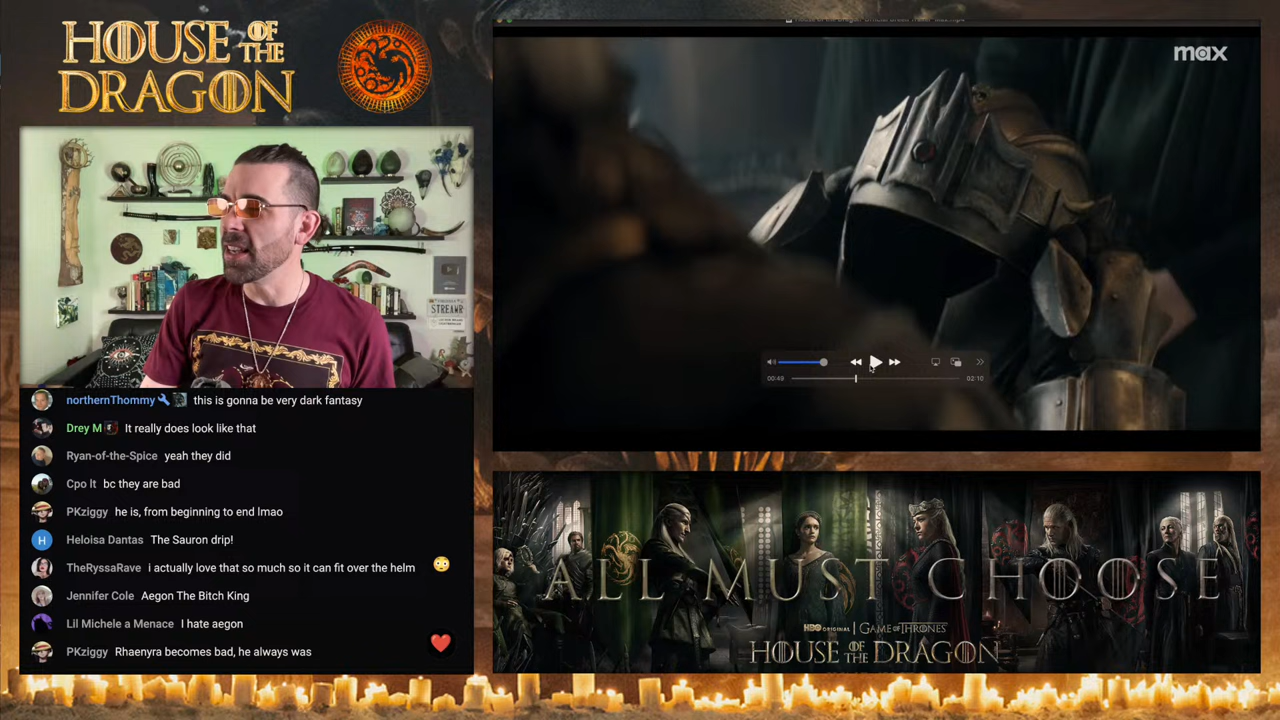 HOUSE OF THE DRAGON
max
00:49
02:10
STREAMR
northernThommy this is gonna be very dark fantasy
Drey M It really does look like that
Ryan-of-the-Spice yeah they did
Cpo lt bc they are bad
PKziggy he is, from beginning to end lmao
H Heloisa Dantas The Sauron drip!
TheRyssaRave i actually love that so much so it can fit over the helm
Jennifer Cole Aegon The Bitch King
Lil Michele a Menace I hate aegon
PKziggy Rhaenyra becomes bad, he always was
ALL MUST CHOOSE
HBO ORIGINAL | GAME OF THRONES
HOUSE OF THE DRAGON